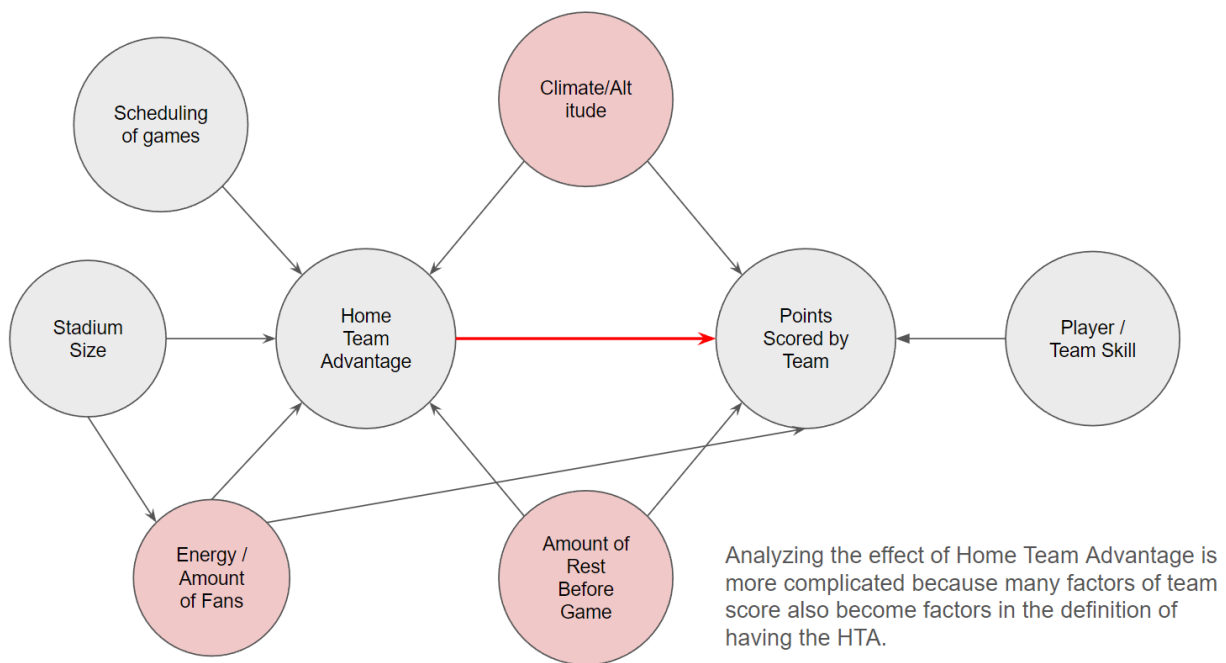 Scheduling
of games
Climate/Alt
itude
Stadium
Size
Home
Team
Advantage
Points
Scored by
Team
Player /
Team Skill
Energy /
Amount
of Fans
Amount of
Rest
Before
Game
Analyzing the effect of Home Team Advantage is
more complicated because many factors of team
score also become factors in the definition of
having the HTA.